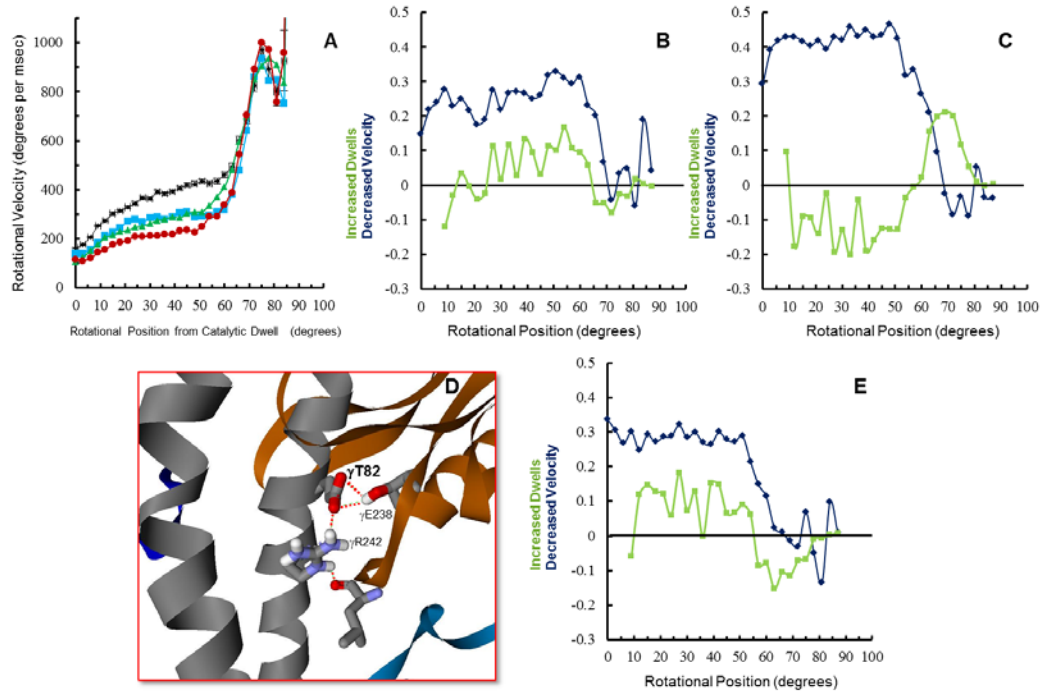 A
Rotational Velocity (degrees per msec)
1000
800
600
400
200
0
0 10 20 30 40 50 60 70 80 90 100
Rotational Position from Catalytic Dwell (degrees)
B
Increased Dwells
Decreased Velocity
0.5
0.4
0.3
0.2
0.1
0
-0.1
-0.2
-0.3
0 10 20 30 40 50 60 70 80 90 100
Rotational Position (degrees)
C
Increased Dwells
Decreased Velocity
0.5
0.4
0.3
0.2
0.1
0
-0.1
-0.2
-0.3
0 10 20 30 40 50 60 70 80 90 100
Rotational Position (degrees)
D
γT82
γE238
γR242
E
Increased Dwells
Decreased Velocity
0.5
0.4
0.3
0.2
0.1
0
-0.1
-0.2
-0.3
0 10 20 30 40 50 60 70 80 90 100
Rotational Position (degrees)